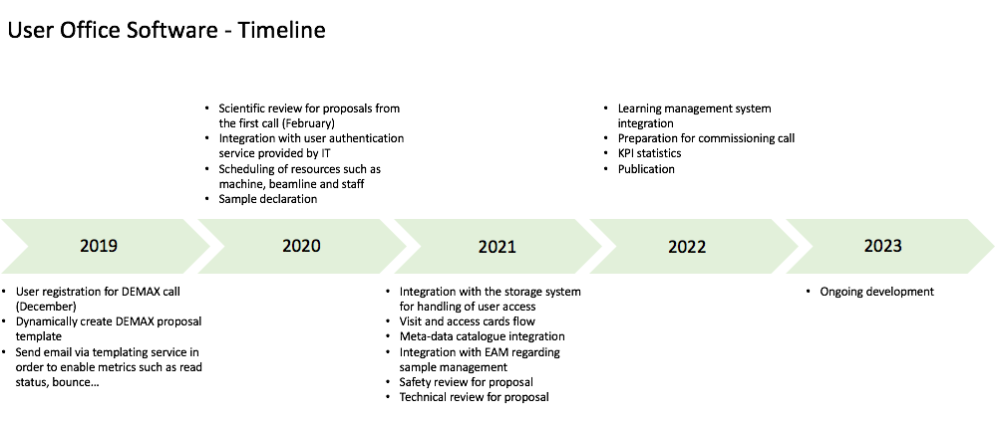 User Office Software - Timeline
• Scientific review for proposals from
the first call (February)
• Integration with user authentication
service provided by IT
• Scheduling of resources such as
machine, beamline and staff
• Sample declaration
• Learning management system
integration
• Preparation for commissioning call
• KPI statistics
• Publication
2019
2020
2021
2022
2023
• User registration for DEMAX call
(December)
• Dynamically create DEMAX proposal
template
• Send email via templating service in
order to enable metrics such as read
status, bounce…
• Integration with the storage system
for handling of user access
• Visit and access cards flow
• Meta-data catalogue integration
• Integration with EAM regarding
sample management
• Safety review for proposal
• Technical review for proposal
• Ongoing development